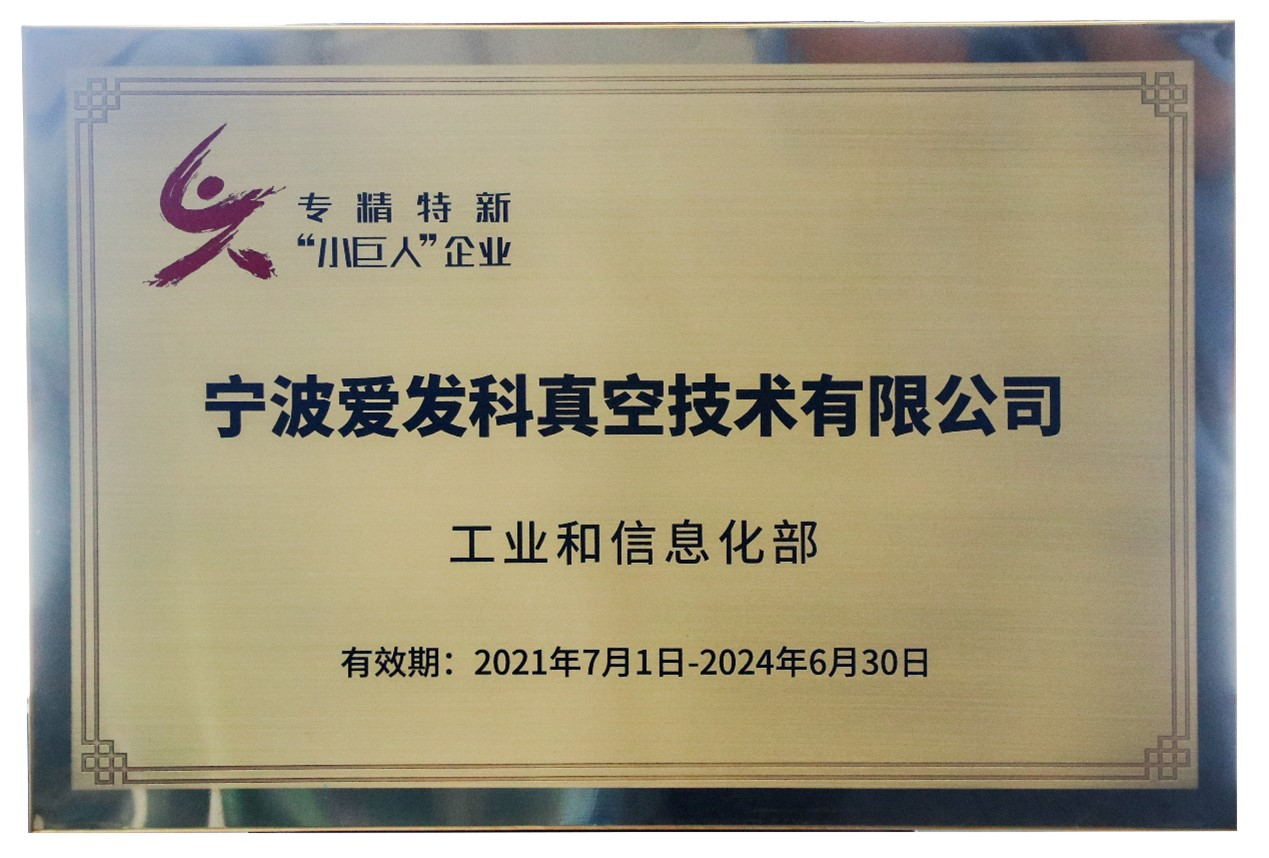 专精特新
“小巨人”企业
宁波爱发科真空技术有限公司
工业和信息化部
有效期：2021年7月1日-2024年6月30日